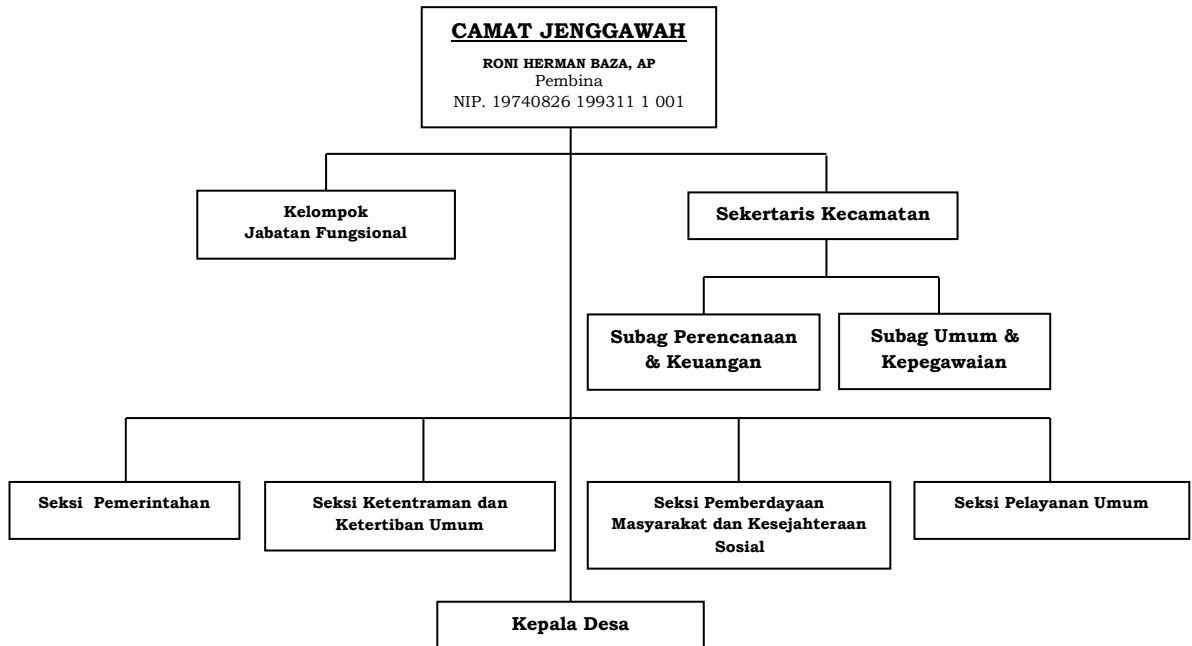 CAMAT JENGGAWAH
RONI HERMAN BAZA, AP
Pembina
NIP. 19740826 199311 1 001
Kelompok
Jabatan Fungsional
Sekertaris Kecamatan
Subag Perencanaan
& Keuangan
Subag Umum &
Kepegawaian
Seksi Pemerintahan
Seksi Ketentraman dan
Ketertiban Umum
Seksi Pemberdayaan
Masyarakat dan Kesejahteraan
Sosial
Seksi Pelayanan Umum
Kepala Desa